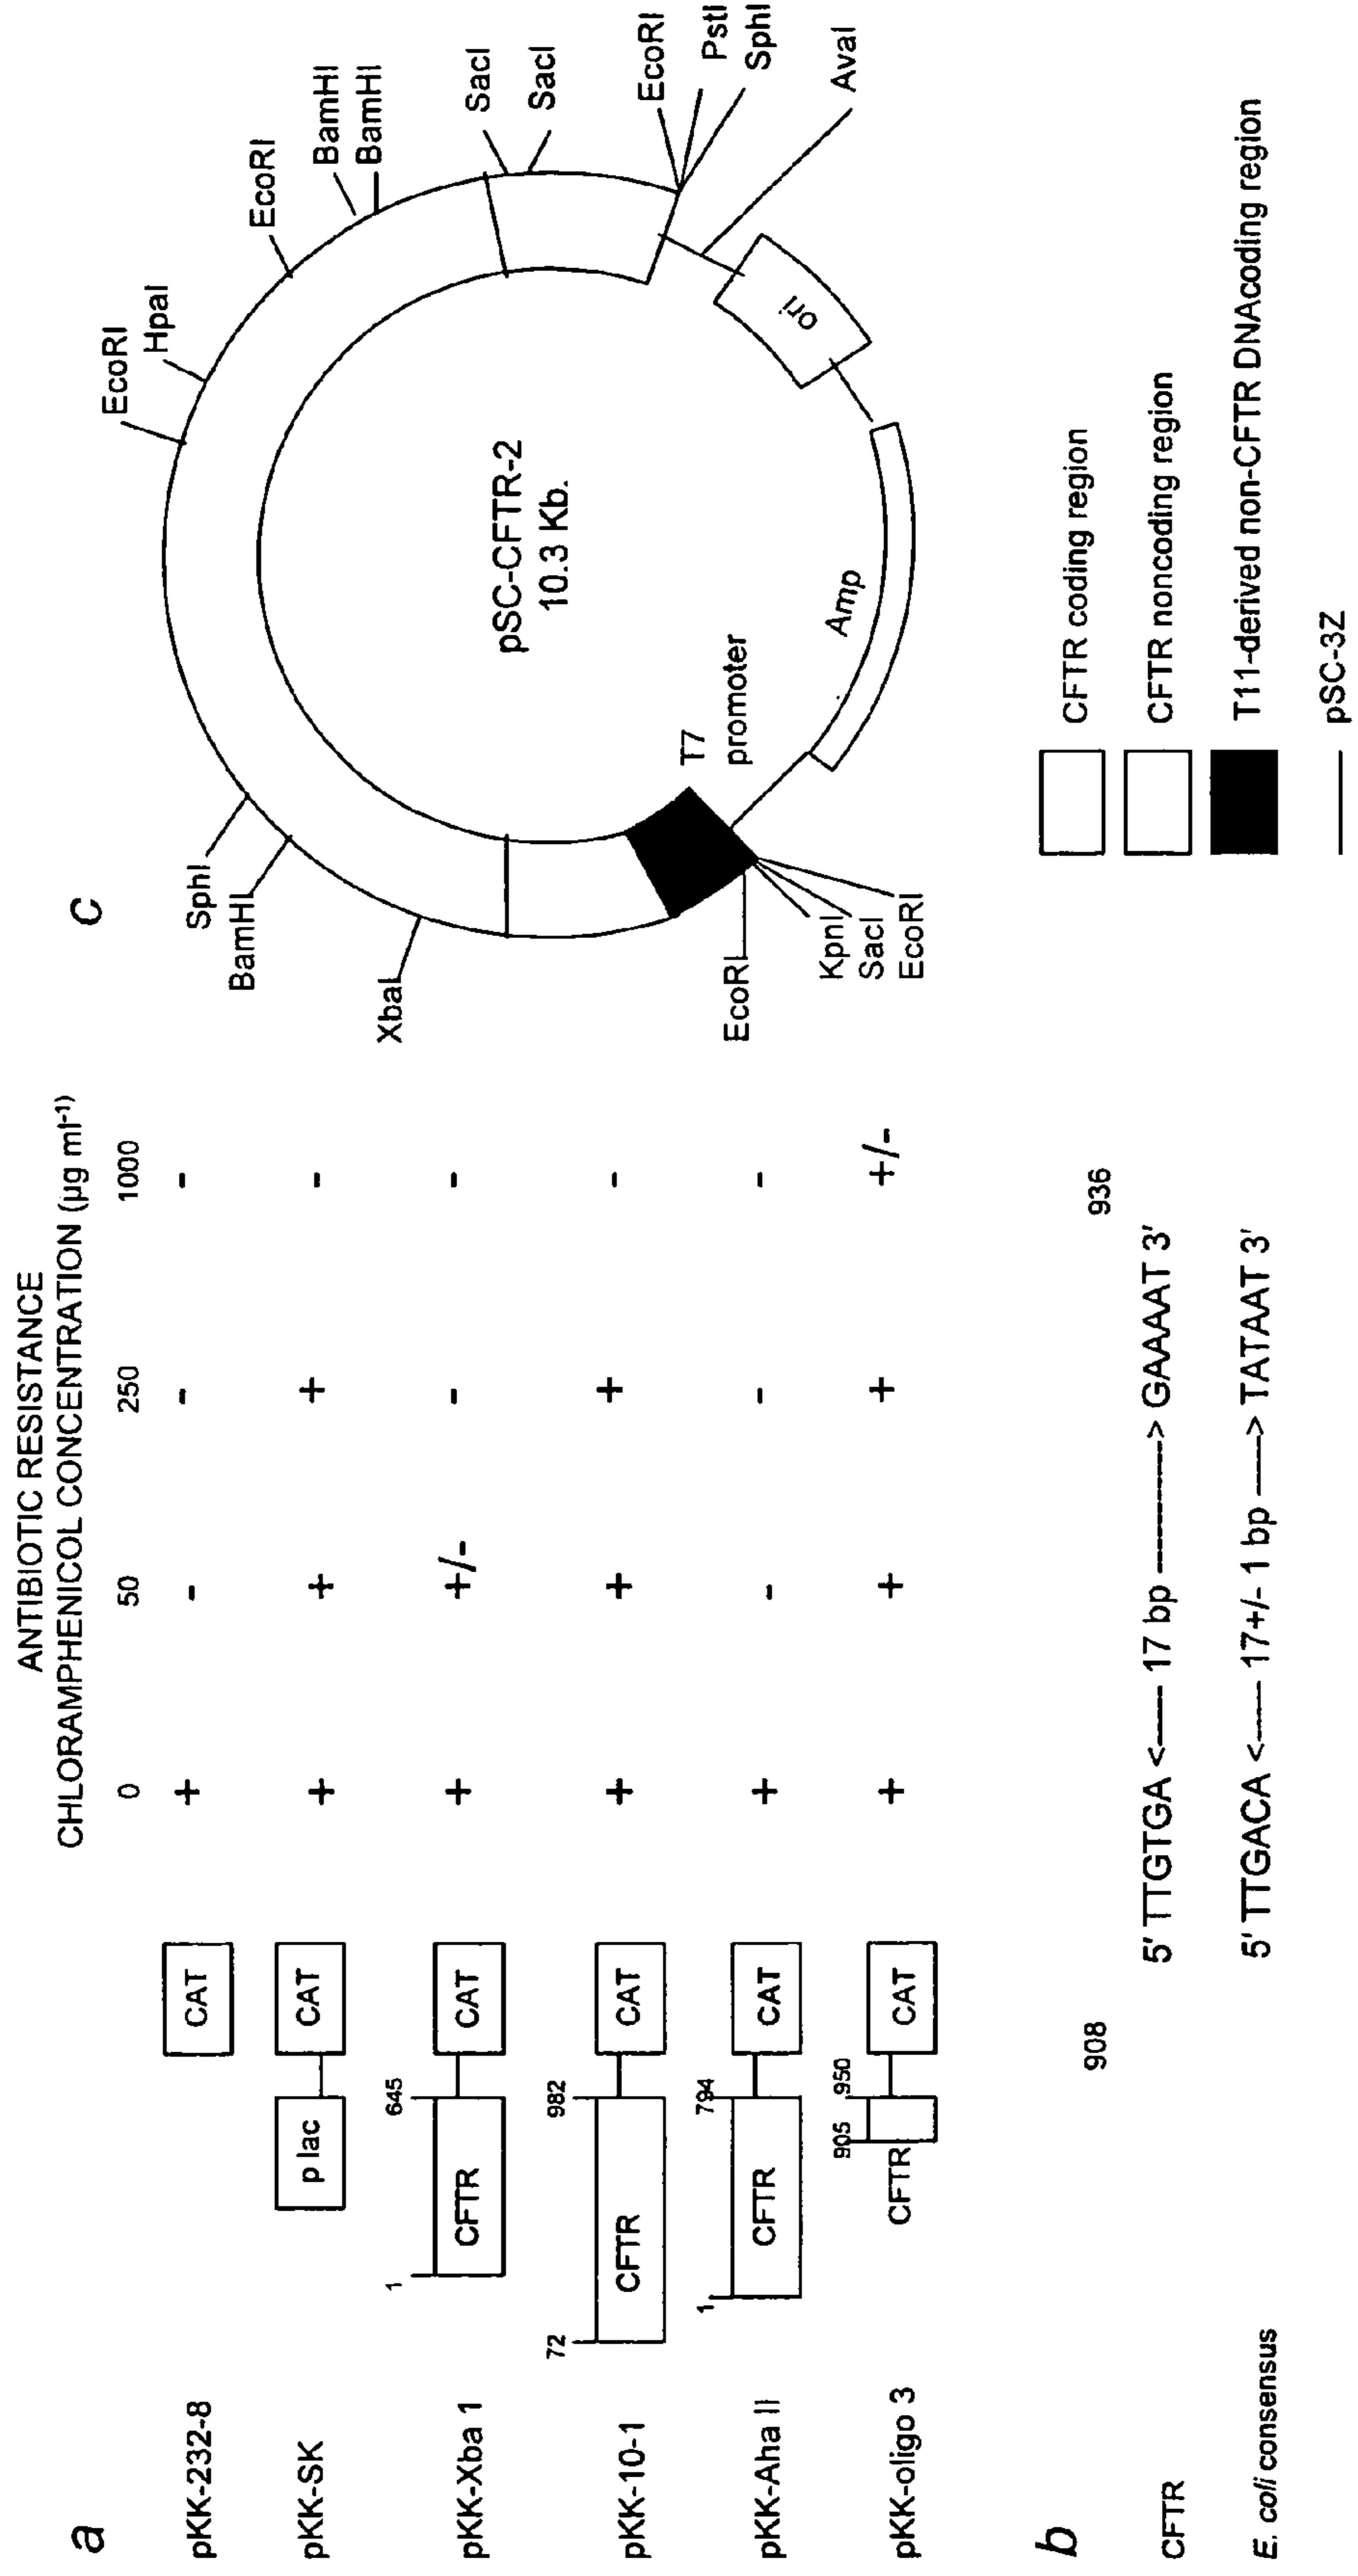 a
ANTIBIOTIC RESISTANCE
CHLORAMPHENICOL CONCENTRATION (µg ml⁻¹)
0 50 250 1000
pKK-232-8 CAT + - - -
pKK-SK p lac CAT + + + -
pKK-Xba 1 1 CFTR 645 CAT + +/- - -
pKK-10-1 72 CFTR 982 CAT + + + -
pKK-Aha II 1 CFTR 794 CAT + - - -
pKK-oligo 3 CFTR 905 950 CAT + + + +/-
b
908 936
CFTR 5' TTGTGA <---- 17 bp ----------> GAAAAT 3'
E. coli consensus 5' TTGACA <---- 17+/- 1 bp ----> TATAAT 3'
c
EcoRI
HpaI
EcoRI
BamHI
BamHI
SacI
SacI
EcoRI
PstI
SphI
AvaI
SphI
BamHI
XbaI
EcoRI
KpnI
SacI
EcoRI
pSC-CFTR-2
10.3 Kb.
T7
promoter
Amp
ori
CFTR coding region
CFTR noncoding region
T11-derived non-CFTR DNAcoding region
pSC-3Z